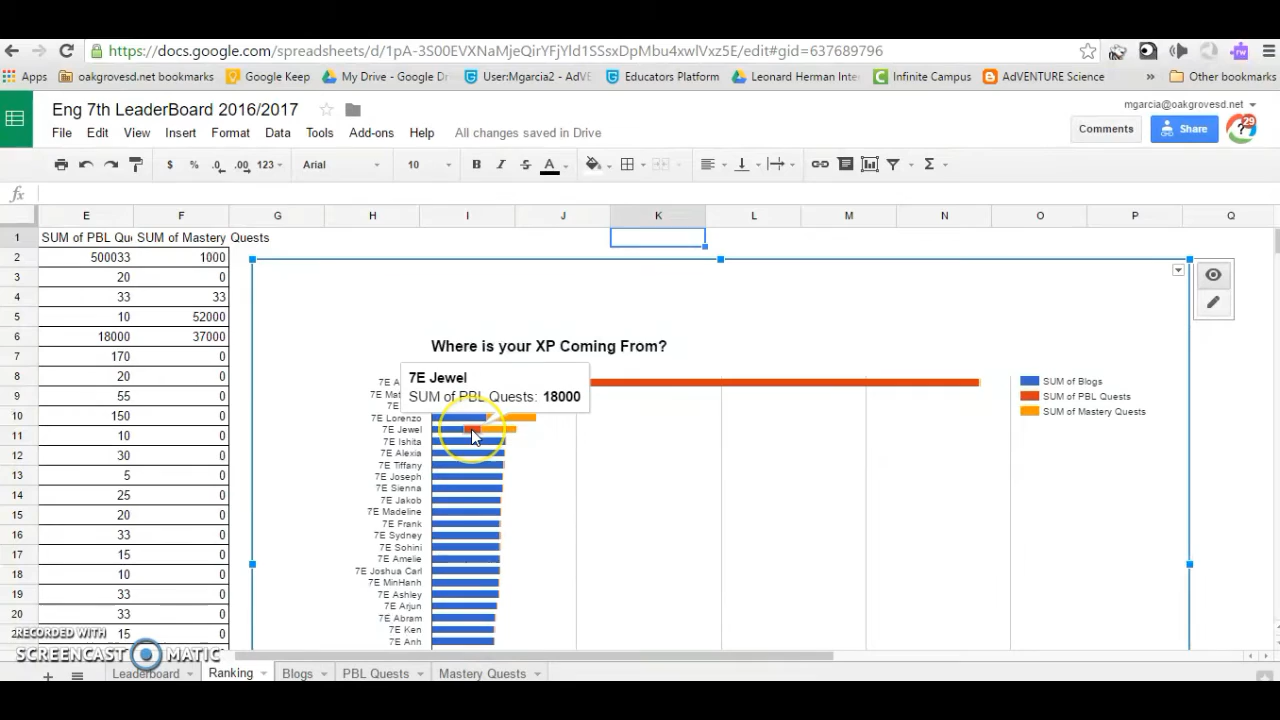 https://docs.google.com/spreadsheets/d/1pA-3S00EVXNaMjeQirYFjYld1SSsxDpMbu4xwlVxz5E/edit#gid=637689796
Apps oakgrovesd.net bookmarks Google Keep My Drive - Google D User:Mgarcia2 - AdVE Educators Platform Leonard Herman Inte Infinite Campus AdVENTURE Science » Other bookmarks
Eng 7th LeaderBoard 2016/2017
mgarcia@oakgrovesd.net
File Edit View Insert Format Data Tools Add-ons Help All changes saved in Drive
Comments Share 29
$ % .0 .00 123 Arial 10 B I S A Σ
fx
E F G H I J K L M N O P Q
1 SUM of PBL Qu SUM of Mastery Quests
2 500033 1000
3 20 0
4 33 33
5 10 52000
6 18000 37000
7 170 0
8 20 0
9 55 0
10 150 0
11 10 0
12 30 0
13 5 0
14 25 0
15 20 0
16 33 0
17 15 0
18 10 0
19 33 0
20 33 0
15 0
Where is your XP Coming From?
7E Jewel
SUM of PBL Quests: 18000
7E A
7E Mat
7E
7E Lorenzo
7E Jewel
7E Ishita
7E Alexia
7E Tiffany
7E Joseph
7E Sienna
7E Jakob
7E Madeline
7E Frank
7E Sydney
7E Sohini
7E Amelie
7E Joshua Carl
7E MinHanh
7E Ashley
7E Arjun
7E Abram
7E Ken
7E Anh
SUM of Blogs
SUM of PBL Quests
SUM of Mastery Quests
RECORDED WITH
SCREENCAST MATIC
Leaderboard Ranking Blogs PBL Quests Mastery Quests